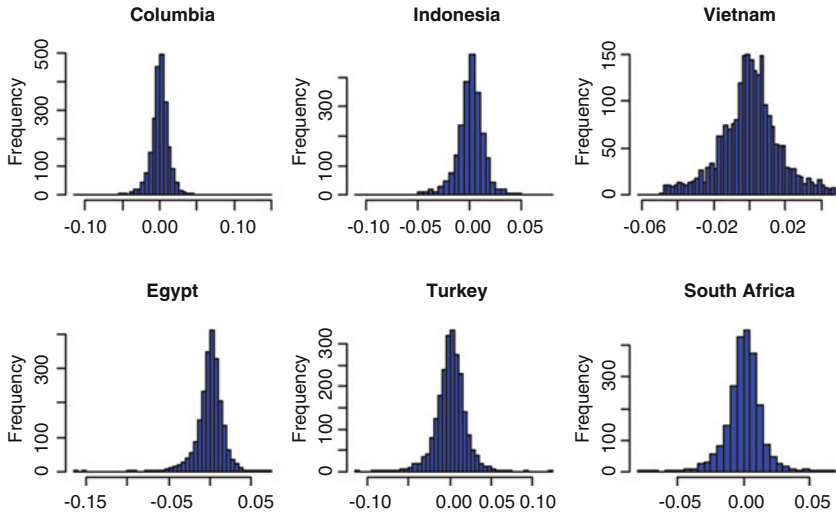 Columbia
Frequency
0 100 300 500
-0.10 0.00 0.10
Indonesia
Frequency
0 100 300
-0.10 -0.05 0.00 0.05
Vietnam
Frequency
0 50 100 150
-0.06 -0.02 0.02
Egypt
Frequency
0 100 300
-0.15 -0.05 0.05
Turkey
Frequency
0 100 200 300
-0.10 0.00 0.05 0.10
South Africa
Frequency
0 100 300
-0.05 0.00 0.05